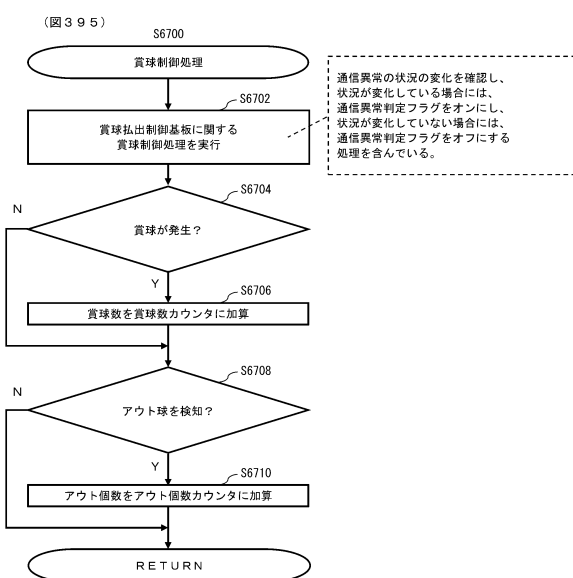 （図３９５）
S6700
賞球制御処理
S6702
賞球払出制御基板に関する
賞球制御処理を実行
通信異常の状況の変化を確認し、
状況が変化している場合には、
通信異常判定フラグをオンにし、
状況が変化していない場合には、
通信異常判定フラグをオフにする
処理を含んでいる。
S6704
N
賞球が発生？
Y
S6706
賞球数を賞球数カウンタに加算
S6708
N
アウト球を検知？
Y
S6710
アウト個数をアウト個数カウンタに加算
ＲＥＴＵＲＮ